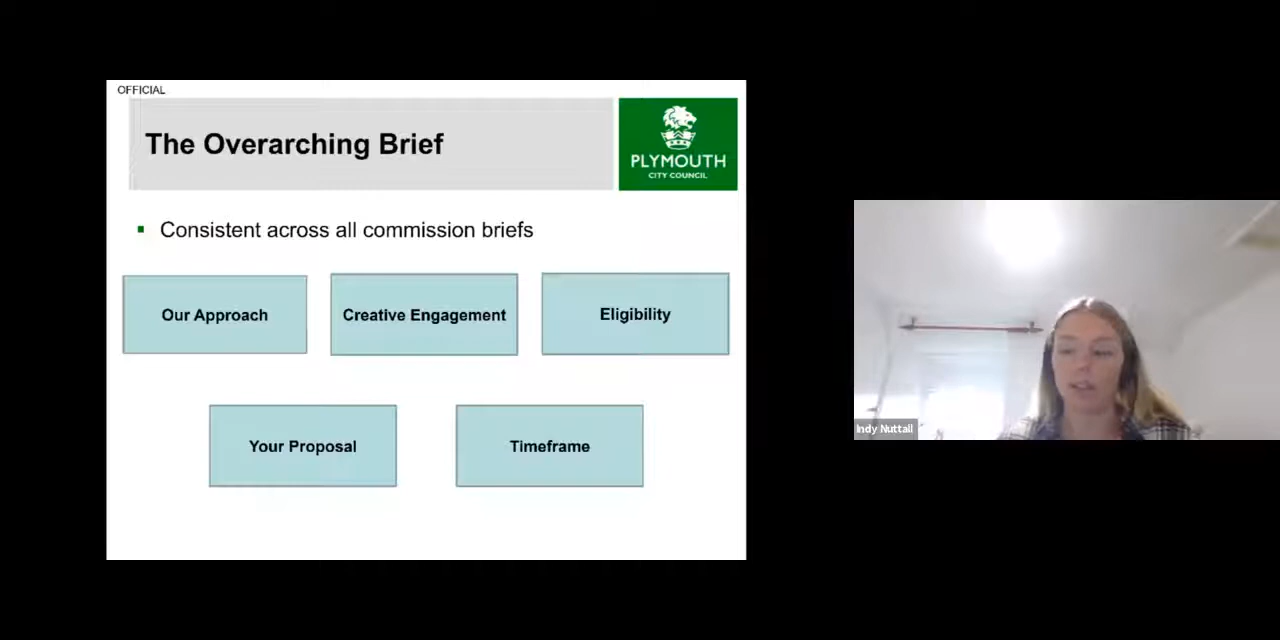 OFFICIAL
The Overarching Brief
PLYMOUTH
CITY COUNCIL
Consistent across all commission briefs
Our Approach
Creative Engagement
Eligibility
Your Proposal
Timeframe
Indy Nuttall